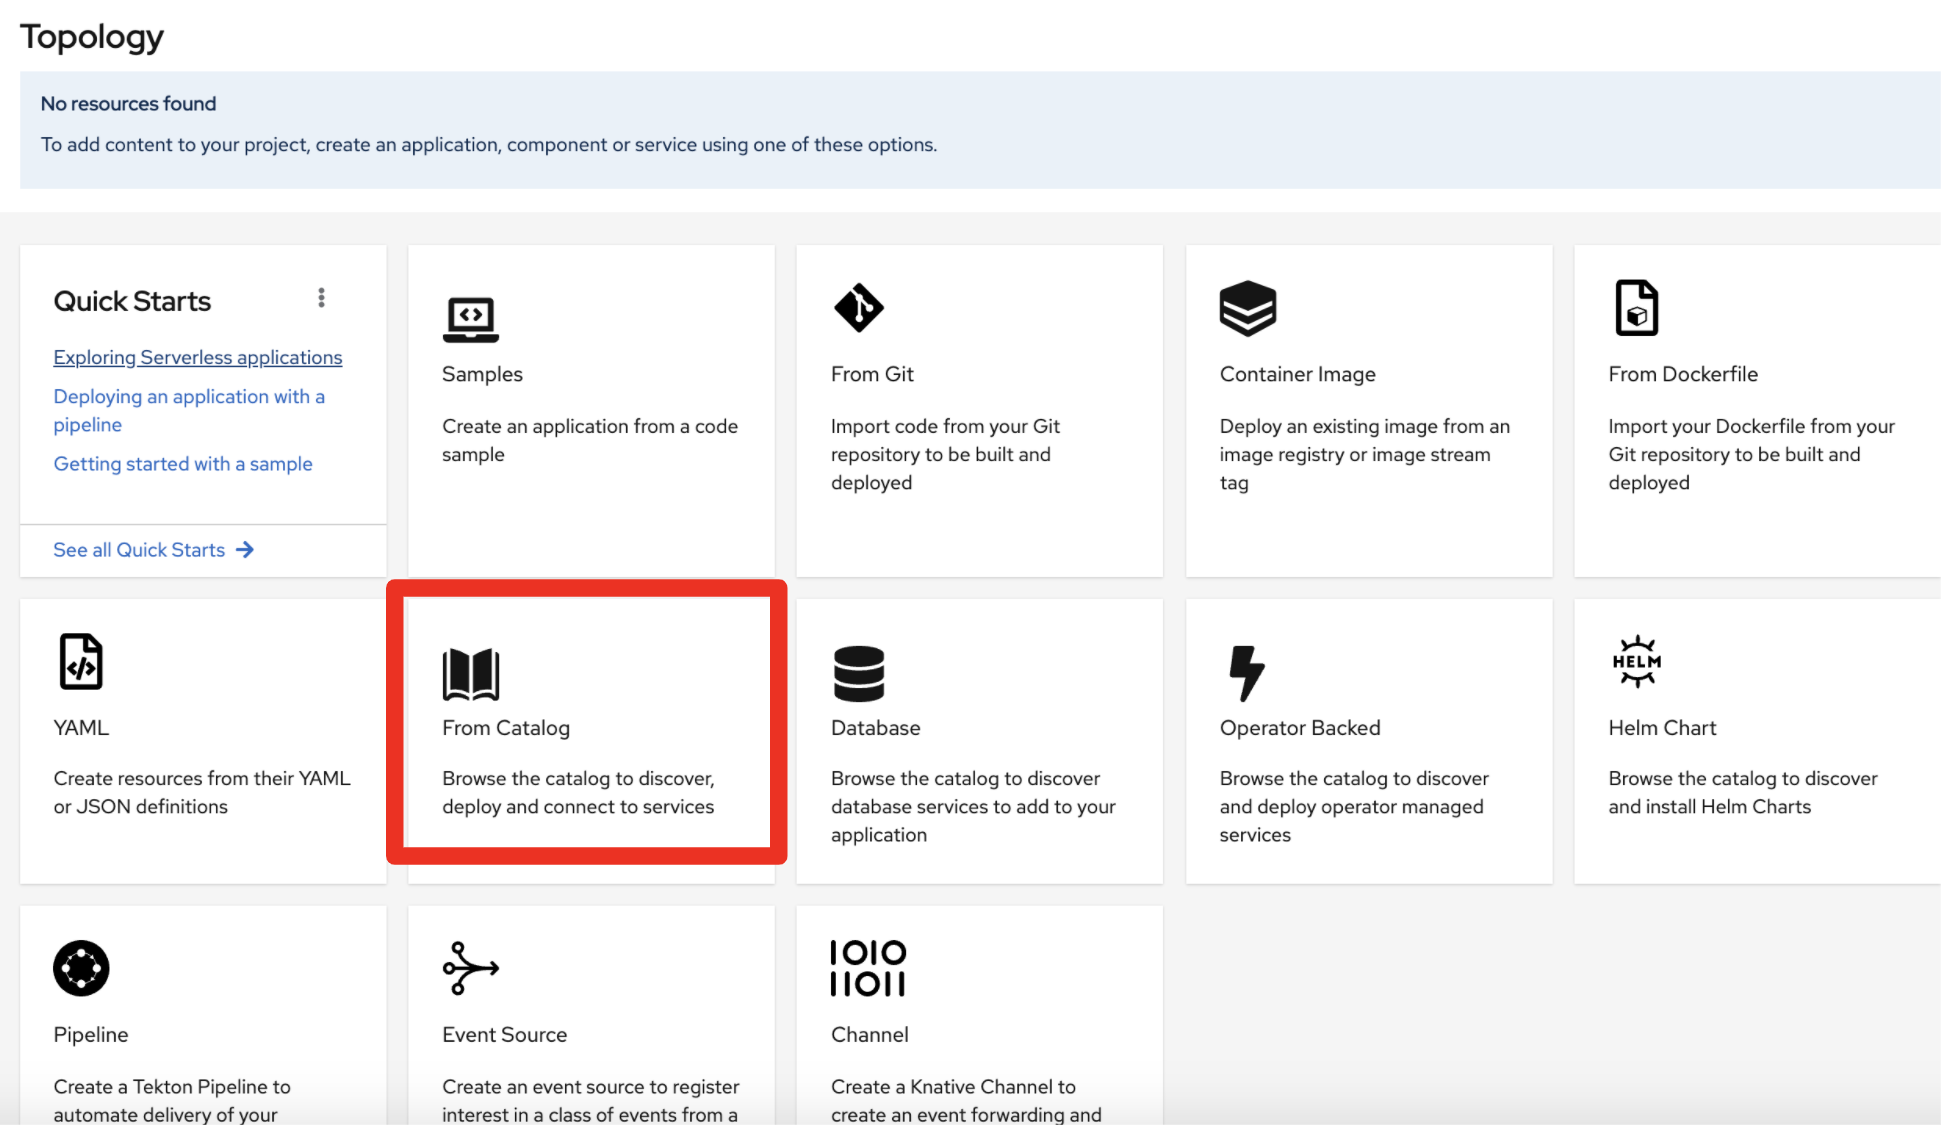 Topology
No resources found
To add content to your project, create an application, component or service using one of these options.
Quick Starts
Exploring Serverless applications
Deploying an application with a
pipeline
Getting started with a sample
See all Quick Starts
Samples
Create an application from a code
sample
From Git
Import code from your Git
repository to be built and
deployed
Container Image
Deploy an existing image from an
image registry or image stream
tag
From Dockerfile
Import your Dockerfile from your
Git repository to be built and
deployed
YAML
Create resources from their YAML
or JSON definitions
From Catalog
Browse the catalog to discover,
deploy and connect to services
Database
Browse the catalog to discover
database services to add to your
application
Operator Backed
Browse the catalog to discover
and deploy operator managed
services
HELM
Helm Chart
Browse the catalog to discover
and install Helm Charts
Pipeline
Create a Tekton Pipeline to
automate delivery of your
Event Source
Create an event source to register
interest in a class of events from a
1010
11011
Channel
Create a Knative Channel to
create an event forwarding and